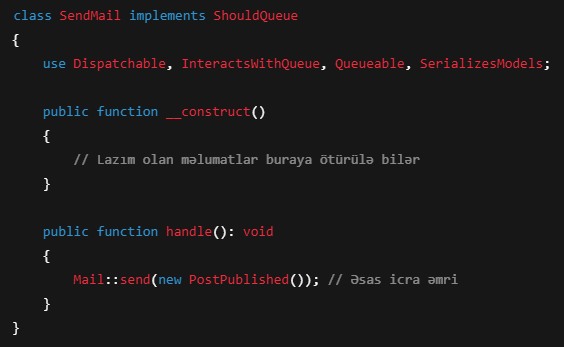 class SendMail implements ShouldQueue
{
    use Dispatchable, InteractsWithQueue, Queueable, SerializesModels;
    public function __construct()
    {
        // Lazım olan məlumatlar buraya ötürülə bilər
    }
    public function handle(): void
    {
        Mail::send(new PostPublished()); // Əsas icra əmri
    }
}